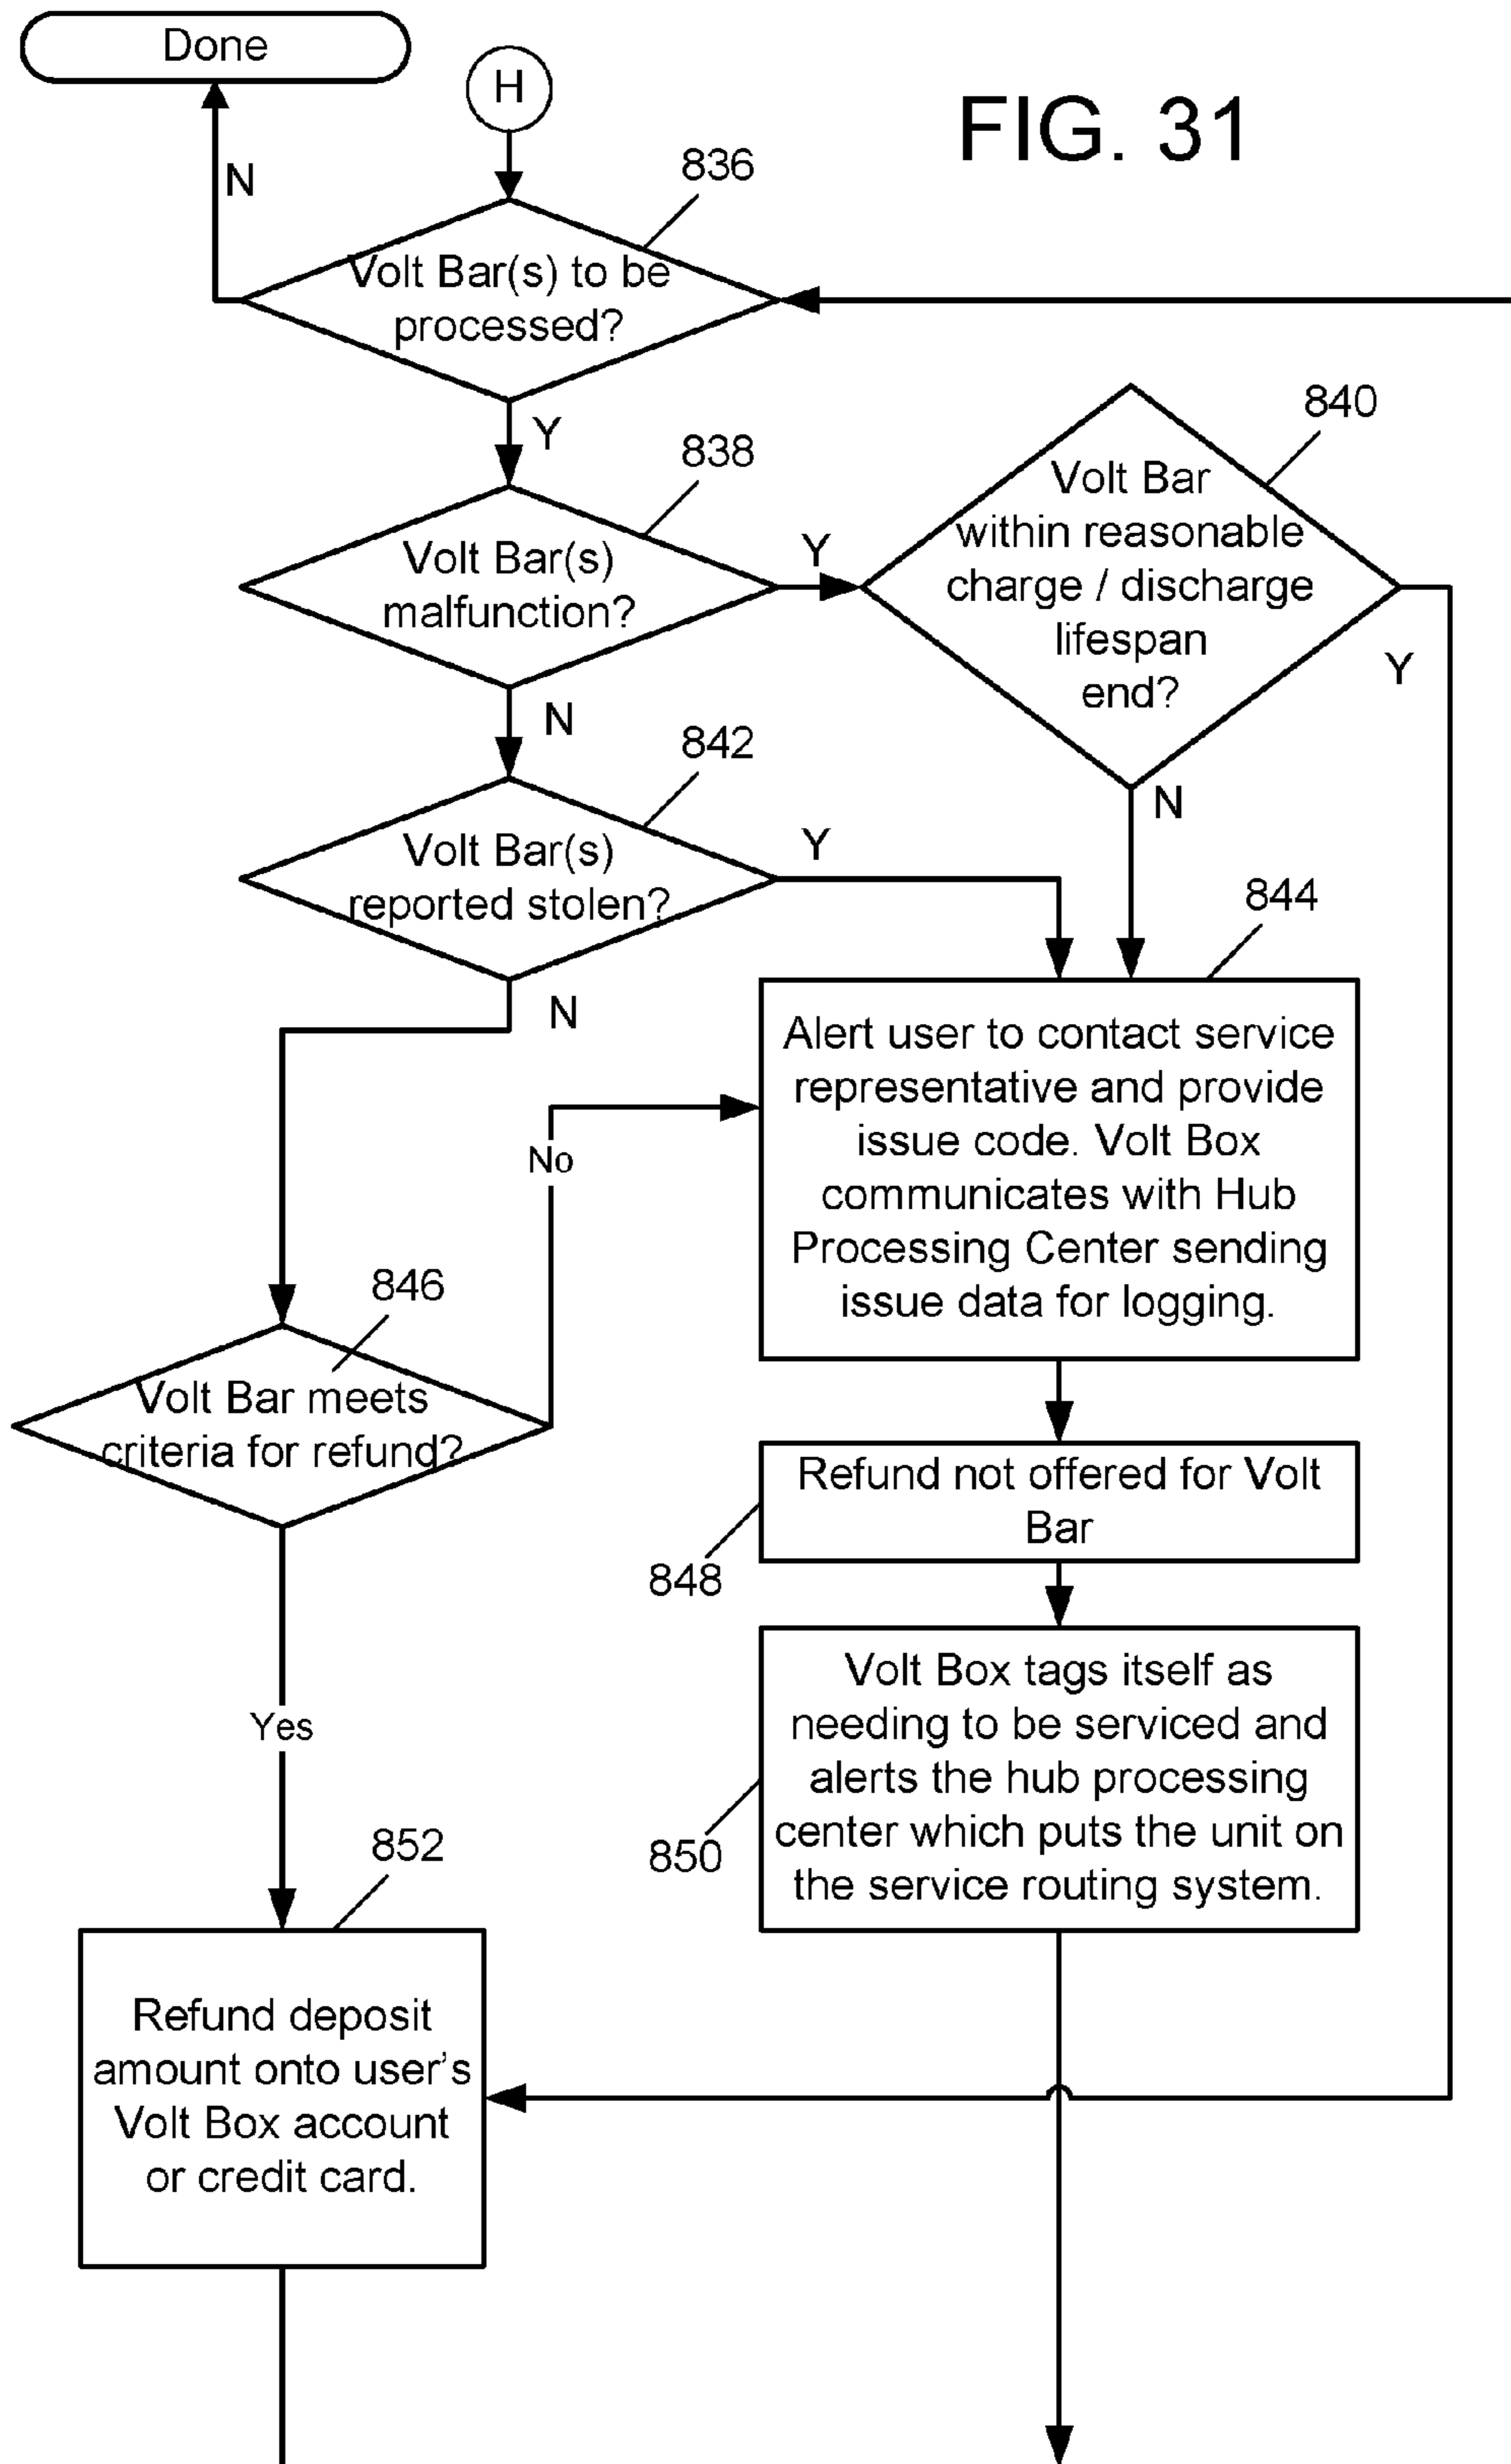 Done
H
FIG. 31
N
836
Volt Bar(s) to be
processed?
Y
838
840
Volt Bar(s)
malfunction?
Y
Volt Bar
within reasonable
charge / discharge
lifespan
end?
Y
N
842
N
Volt Bar(s)
reported stolen?
Y
844
N
Alert user to contact service
representative and provide
issue code. Volt Box
communicates with Hub
Processing Center sending
issue data for logging.
No
846
Volt Bar meets
criteria for refund?
Refund not offered for Volt
Bar
848
Yes
Volt Box tags itself as
needing to be serviced and
alerts the hub processing
center which puts the unit on
the service routing system.
850
852
Refund deposit
amount onto user's
Volt Box account
or credit card.